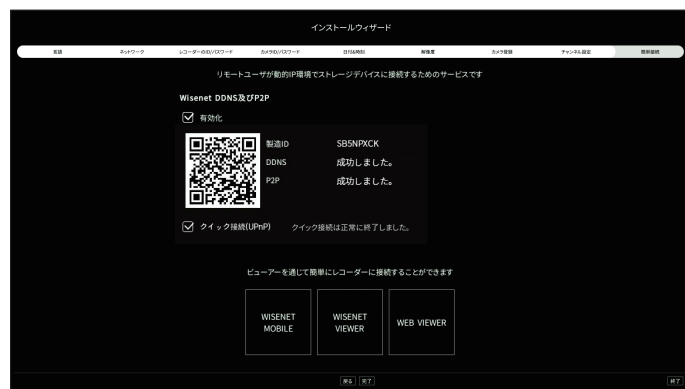 インストールウィザード
言語 ネットワーク レコーダーのID/パスワード カメラID/パスワード 日付&時刻 解像度 カメラ登録 チャンネル設定 簡単接続
リモートユーザが動的IP環境でストレージデバイスに接続するためのサービスです
Wisenet DDNS及びP2P
有効化
製造ID SB5NPXCK
DDNS 成功しました。
P2P 成功しました。
クイック接続(UPnP) クイック接続は正常に終了しました。
ビューアーを通じて簡単にレコーダーに接続することができます
WISENET MOBILE
WISENET VIEWER
WEB VIEWER
戻る 完了 終了